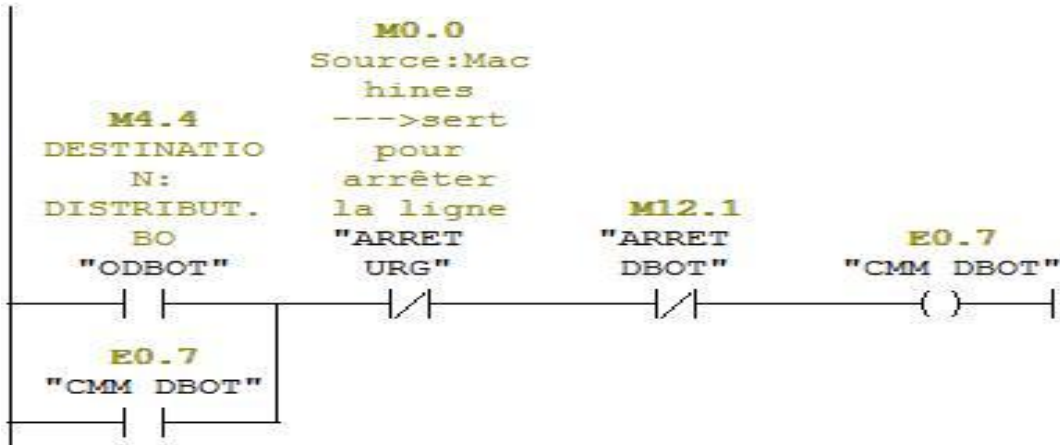 M0.0
Source:Mac
hines
--->sert
pour
arrêter
la ligne
"ARRET
URG"
M4.4
DESTINATIO
N:
DISTRIBUT.
BO
"ODBOT"
M12.1
"ARRET
DBOT"
E0.7
"CMM DBOT"
E0.7
"CMM DBOT"